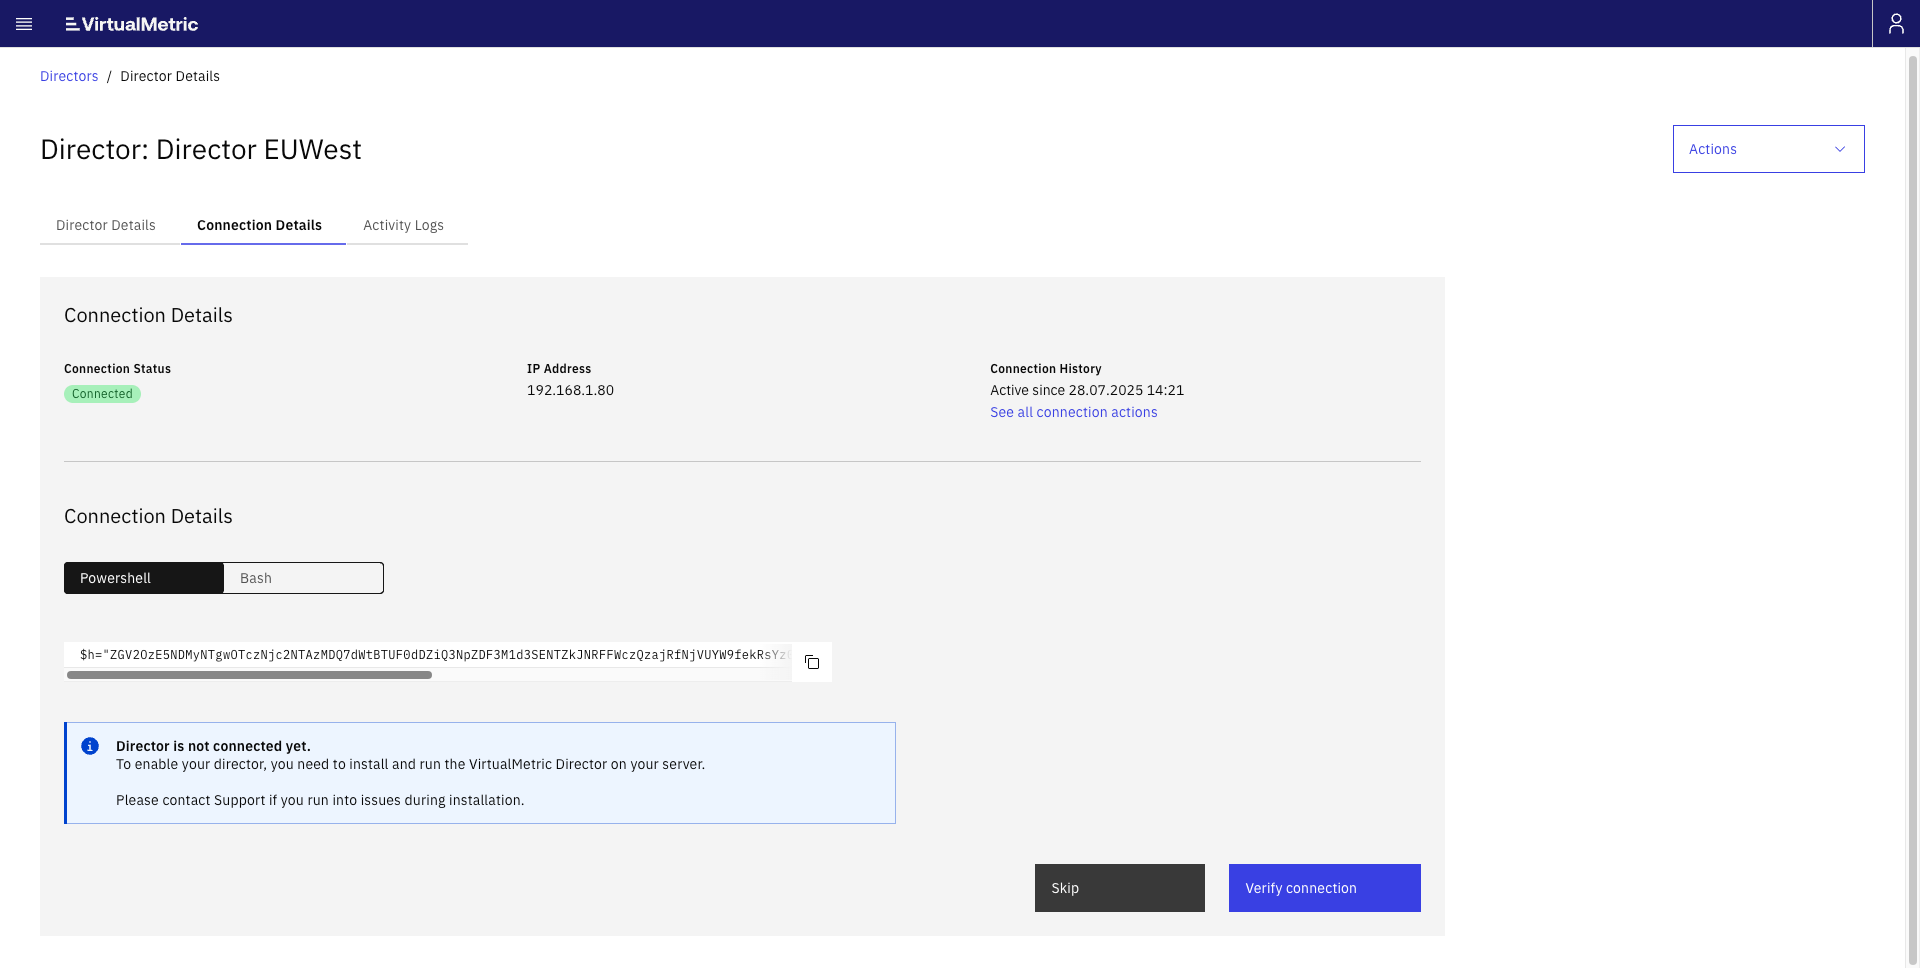 VirtualMetric
Directors / Director Details
Director: Director EUWest
Actions
Director Details
Connection Details
Activity Logs
Connection Details
Connection Status
Connected
IP Address
192.168.1.80
Connection History
Active since 28.07.2025 14:21
See all connection actions
Connection Details
Powershell
Bash
$h="ZGV2OzE5NDMyNTgwOTczNjc2NTAzMDQ7dWtBTUF0dDZiQ3NpZDF3M1d3SENTZkJNRFFWczQzajRfNjVUYW9fekRsYz
Director is not connected yet.
To enable your director, you need to install and run the VirtualMetric Director on your server.
Please contact Support if you run into issues during installation.
Skip
Verify connection